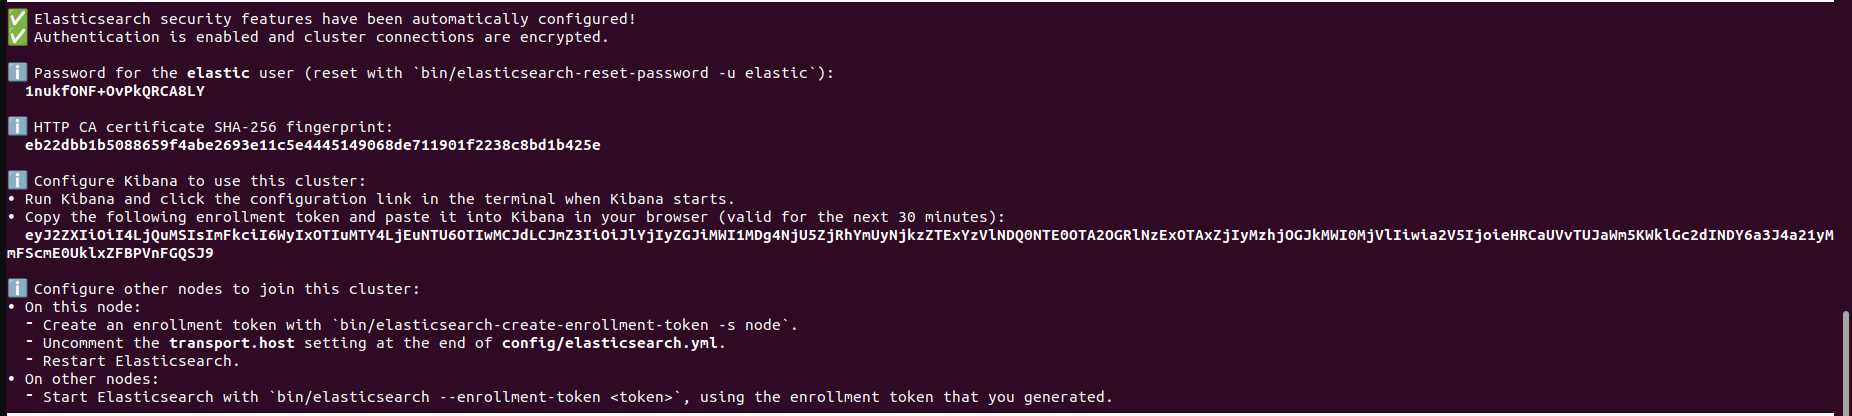 ✅ Elasticsearch security features have been automatically configured!
✅ Authentication is enabled and cluster connections are encrypted.
ℹ️ Password for the elastic user (reset with `bin/elasticsearch-reset-password -u elastic`):
1nukfONF+OvPkQRCA8LY
ℹ️ HTTP CA certificate SHA-256 fingerprint:
eb22dbb1b5088659f4abe2693e11c5e4445149068de711901f2238c8bd1b425e
ℹ️ Configure Kibana to use this cluster:
• Run Kibana and click the configuration link in the terminal when Kibana starts.
• Copy the following enrollment token and paste it into Kibana in your browser (valid for the next 30 minutes):
eyJ2ZXIiOiI4LjQuMSIsImFkciI6WyIxOTIuMTY4LjEuNTU6OTIwMCJdLCJmZ3IiOiJlYjIyZGJiMWI1MDg4NjU5ZjRhYmUyNjkzZTExYzVlNDQ0NTE0OTA2OGRlNzExOTAxZjIyMzhjOGJkMWI0MjVlIiwia2V5IjoieHRCaUVvTUJaWm5KWklGc2dINDY6a3J4a21yM
mFScmE0UklxZFBPVnFGQSJ9
ℹ️ Configure other nodes to join this cluster:
• On this node:
⁃ Create an enrollment token with `bin/elasticsearch-create-enrollment-token -s node`.
⁃ Uncomment the transport.host setting at the end of config/elasticsearch.yml.
⁃ Restart Elasticsearch.
• On other nodes:
⁃ Start Elasticsearch with `bin/elasticsearch --enrollment-token <token>`, using the enrollment token that you generated.